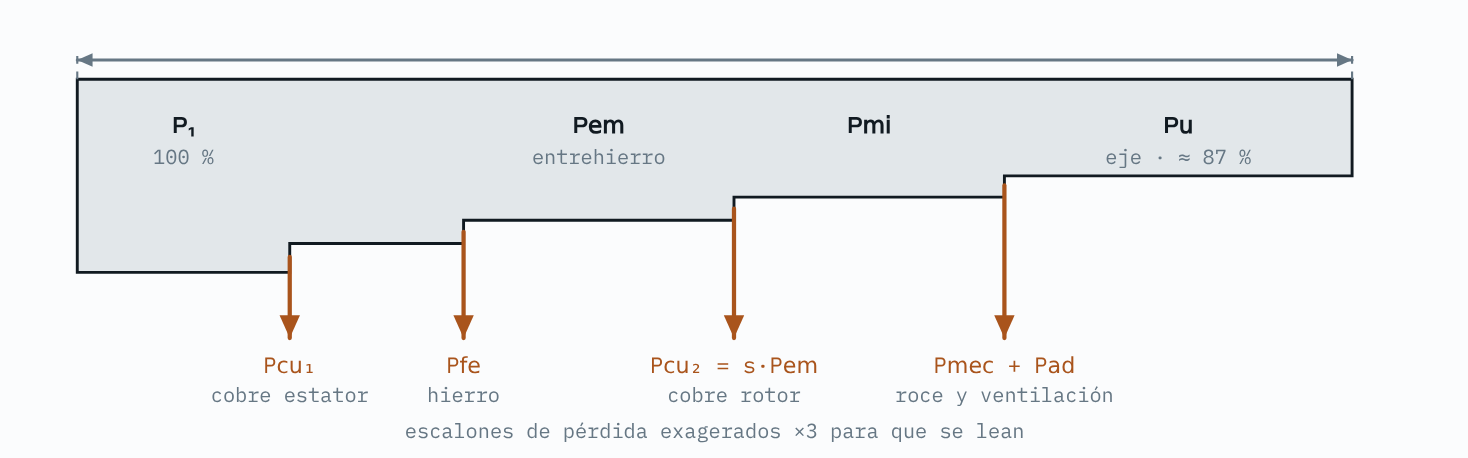 P₁ Pem Pmi Pu
100 % entrehierro eje · ≈ 87 %
Pcu₁ Pfe Pcu₂ = s·Pem Pmec + Pad
cobre estator hierro cobre rotor roce y ventilación
escalones de pérdida exagerados ×3 para que se lean